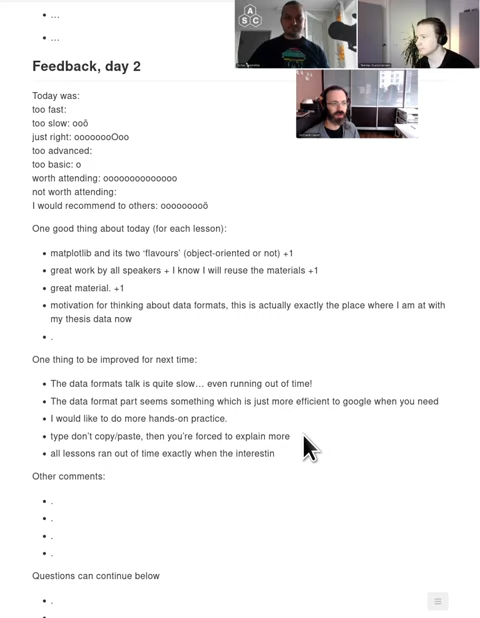 • ...
• ...
A
S
C
Feedback, day 2
Today was:
too fast:
too slow: ooõ
just right: oooooooOoo
too advanced:
too basic: o
worth attending: oooooooooooooo
not worth attending:
I would recommend to others: ooooooooõ
One good thing about today (for each lesson):
• matplotlib and its two ‘flavours’ (object-oriented or not) +1
• great work by all speakers + I know I will reuse the materials +1
• great material. +1
• motivation for thinking about data formats, this is actually exactly the place where I am at with
my thesis data now
• .
One thing to be improved for next time:
• The data formats talk is quite slow… even running out of time!
• The data format part seems something which is just more efficient to google when you need
• I would like to do more hands-on practice.
• type don’t copy/paste, then you’re forced to explain more
• all lessons ran out of time exactly when the interestin
Other comments:
• .
• .
• .
• .
Questions can continue below
• .